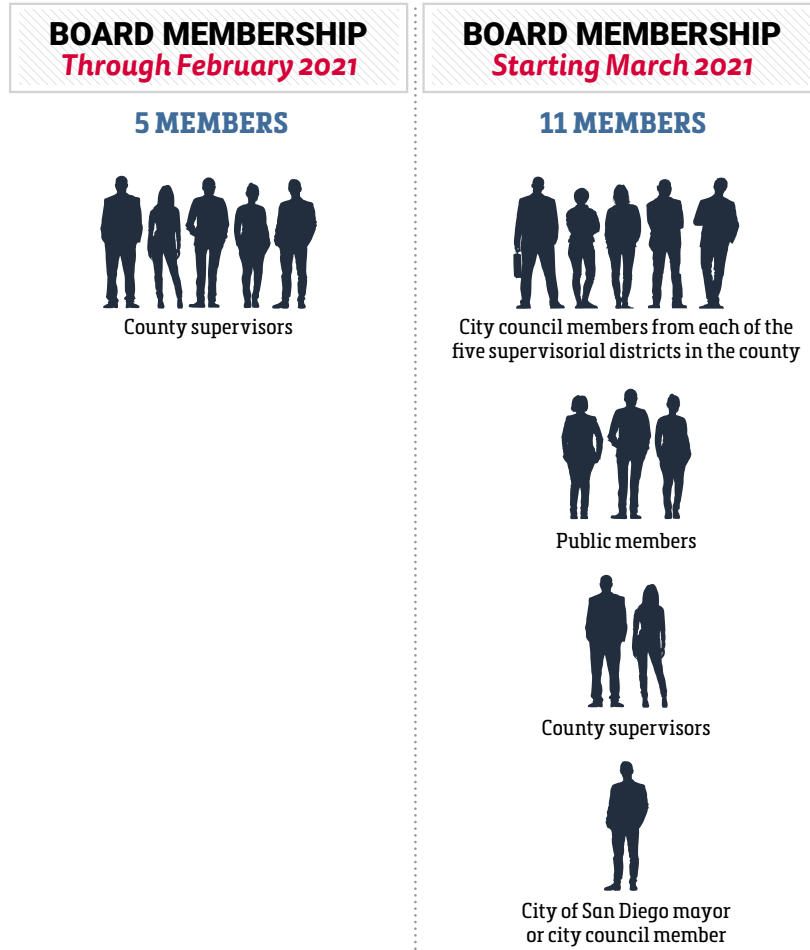 BOARD MEMBERSHIP
Through February 2021
5 MEMBERS
County supervisors
BOARD MEMBERSHIP
Starting March 2021
11 MEMBERS
City council members from each of the
five supervisorial districts in the county
Public members
County supervisors
City of San Diego mayor
or city council member